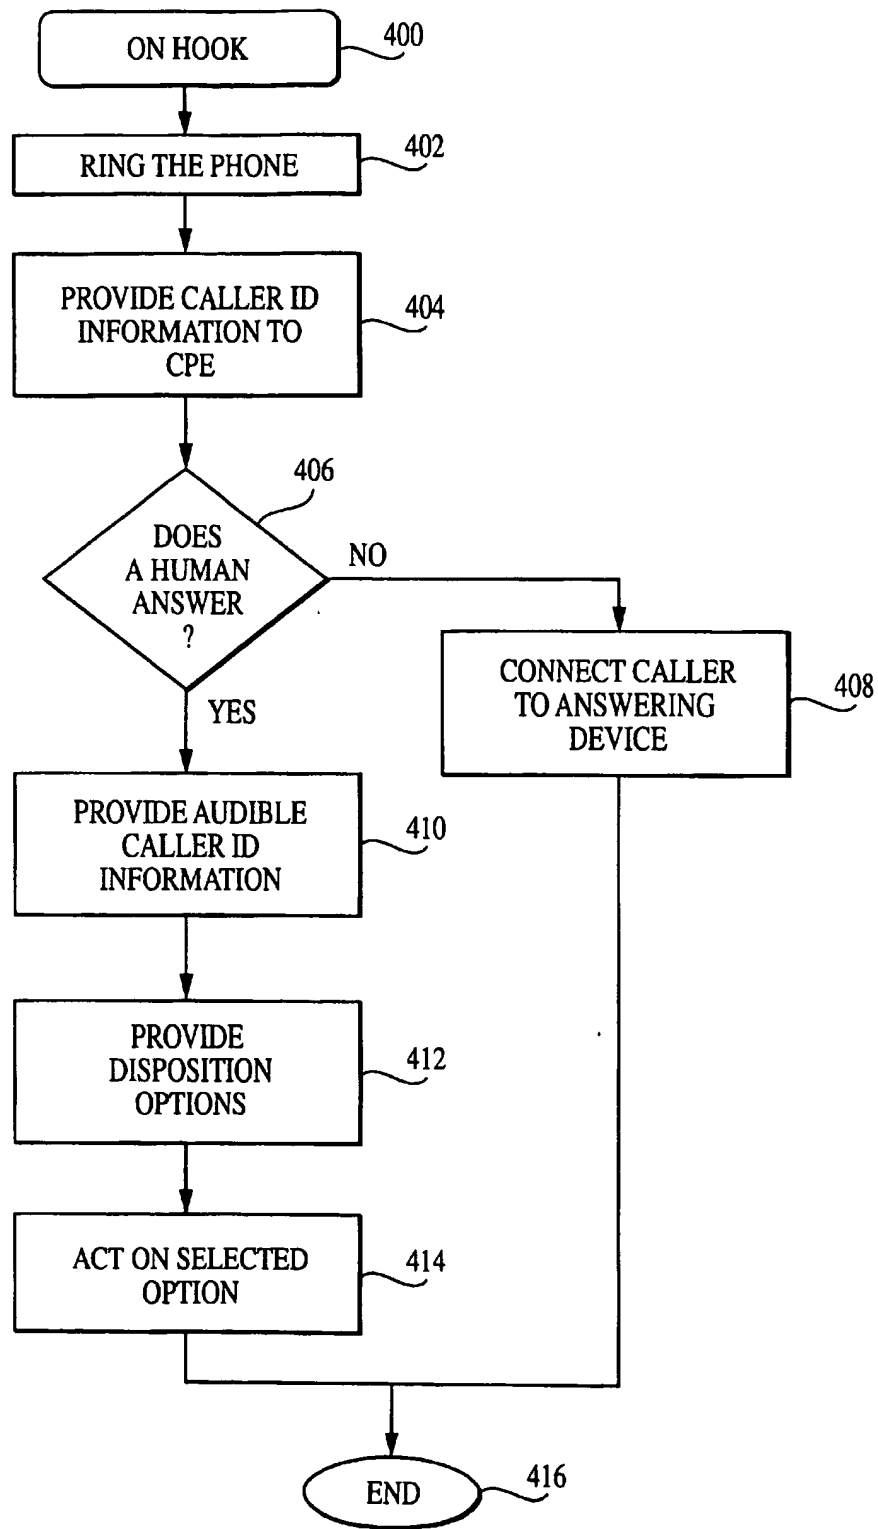 ON HOOK
400
RING THE PHONE
402
PROVIDE CALLER ID
INFORMATION TO
CPE
404
406
DOES
A HUMAN
ANSWER
?
NO
YES
CONNECT CALLER
TO ANSWERING
DEVICE
408
PROVIDE AUDIBLE
CALLER ID
INFORMATION
410
PROVIDE
DISPOSITION
OPTIONS
412
ACT ON SELECTED
OPTION
414
END
416